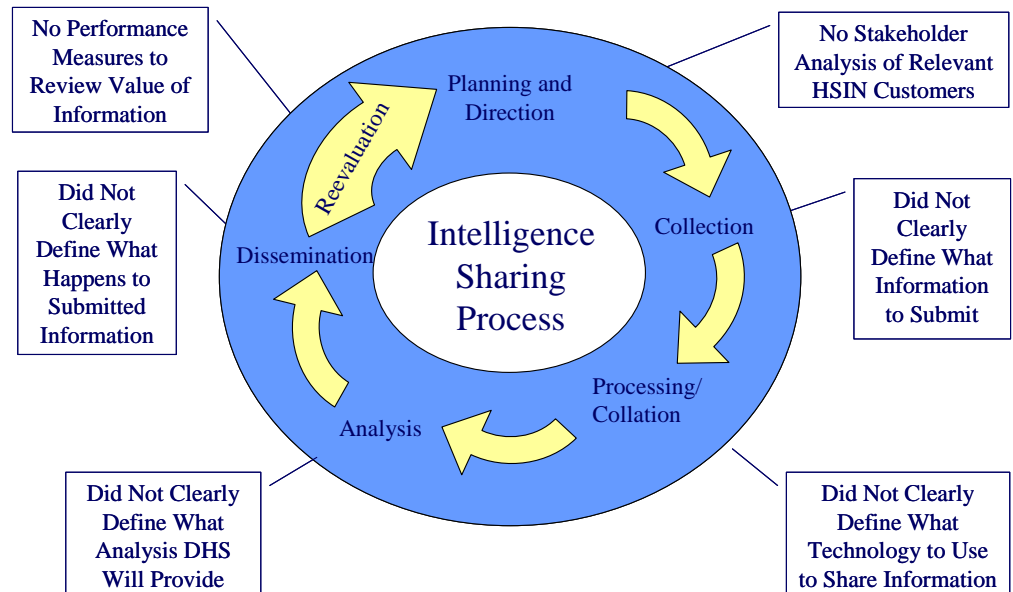 No Performance
Measures to
Review Value of
Information
No Stakeholder
Analysis of Relevant
HSIN Customers
Planning and
Direction
Reevaluation
Did Not
Clearly
Define What
Happens to
Submitted
Information
Dissemination
Intelligence
Sharing
Process
Collection
Did Not
Clearly
Define What
Information
to Submit
Processing/
Collation
Analysis
Did Not Clearly
Define What
Analysis DHS
Will Provide
Did Not Clearly
Define What
Technology to Use
to Share Information